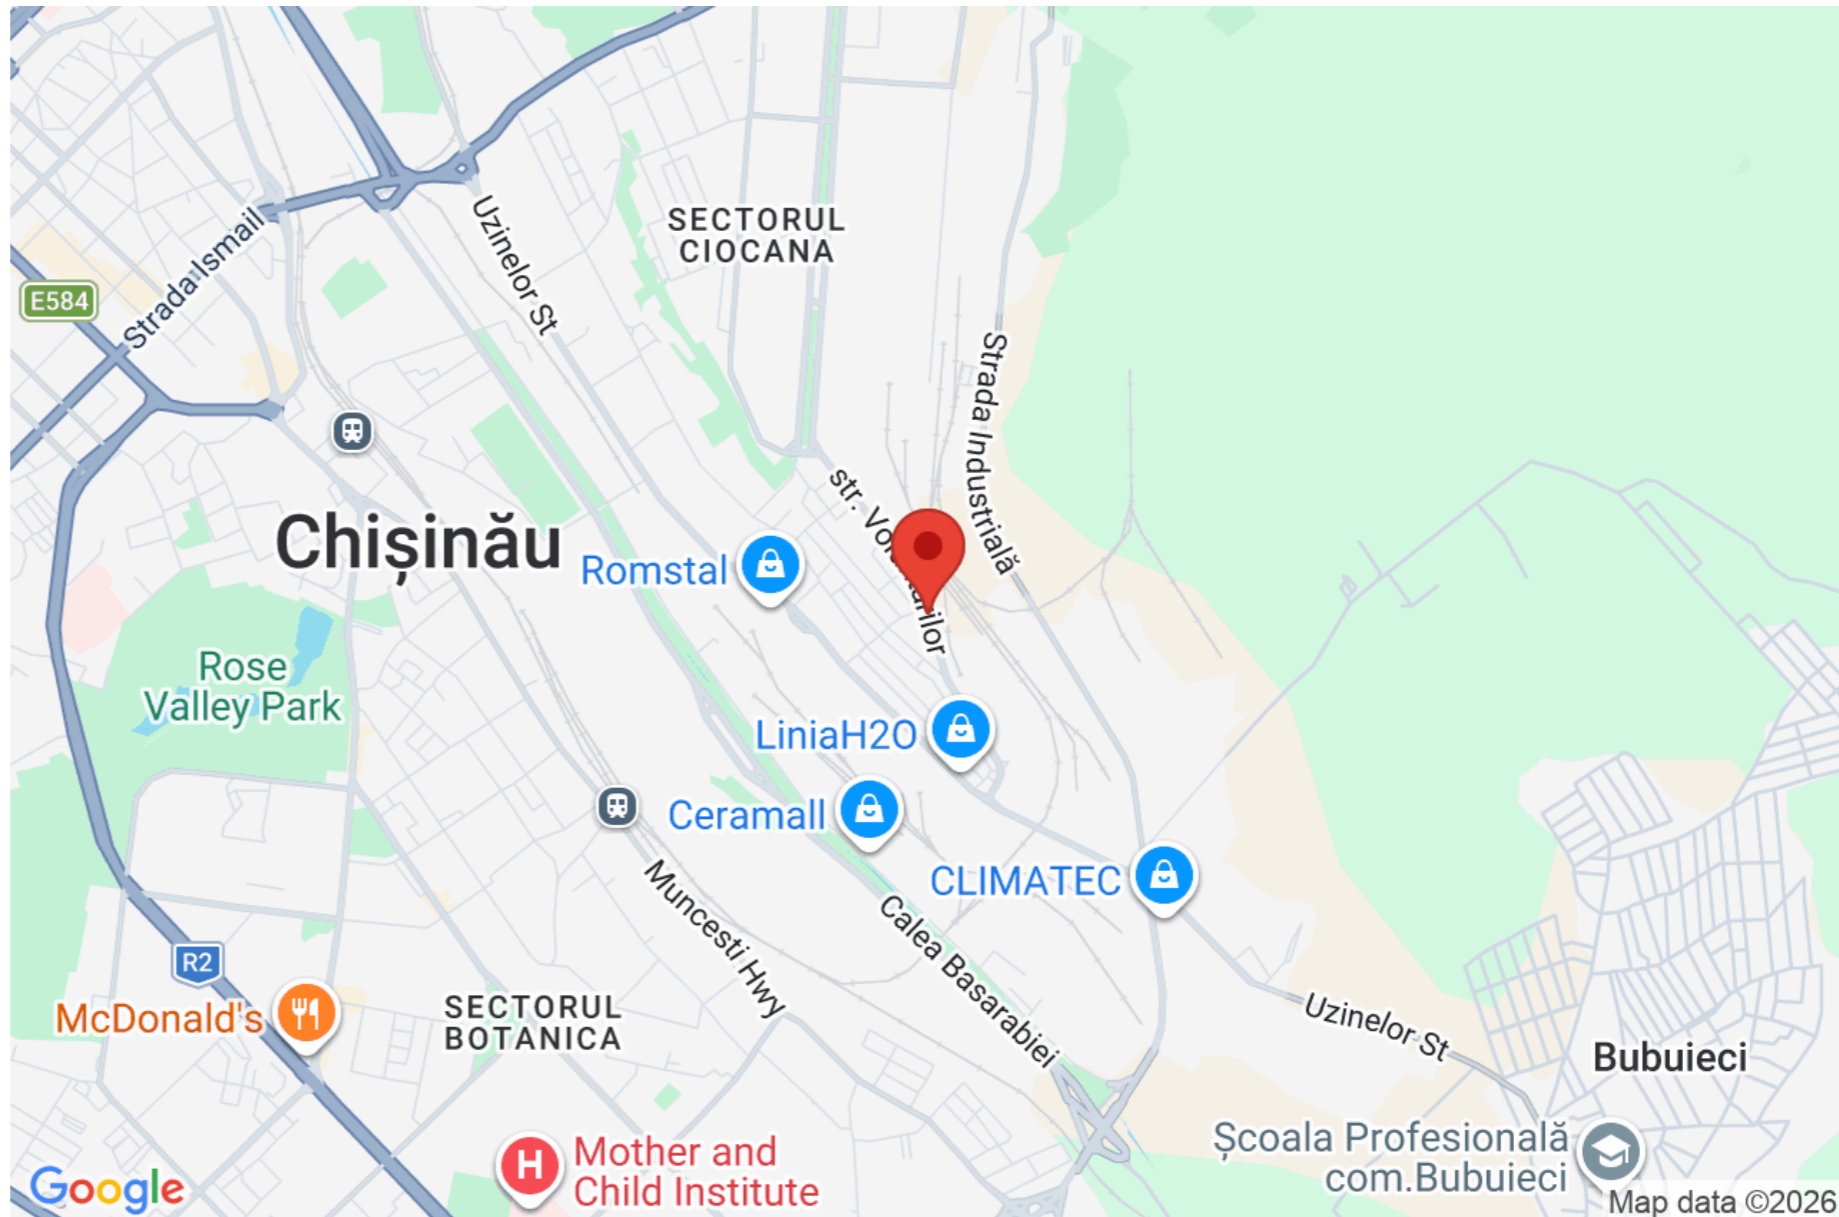 SECTORUL
CIOCANA
Uzinelor St
Strada Ismail
E584
Strada Industrială
str. Vo
rilor
Chișinău
Romstal
Rose
Valley Park
LiniaH2O
Ceramall
CLIMATEC
Muncesti Hwy
Calea Basarabiei
R2
McDonald's
SECTORUL
BOTANICA
Uzinelor St
Bubuieci
Mother and
Child Institute
H
Școala Profesională
com.Bubuieci
Google
Map data ©2026